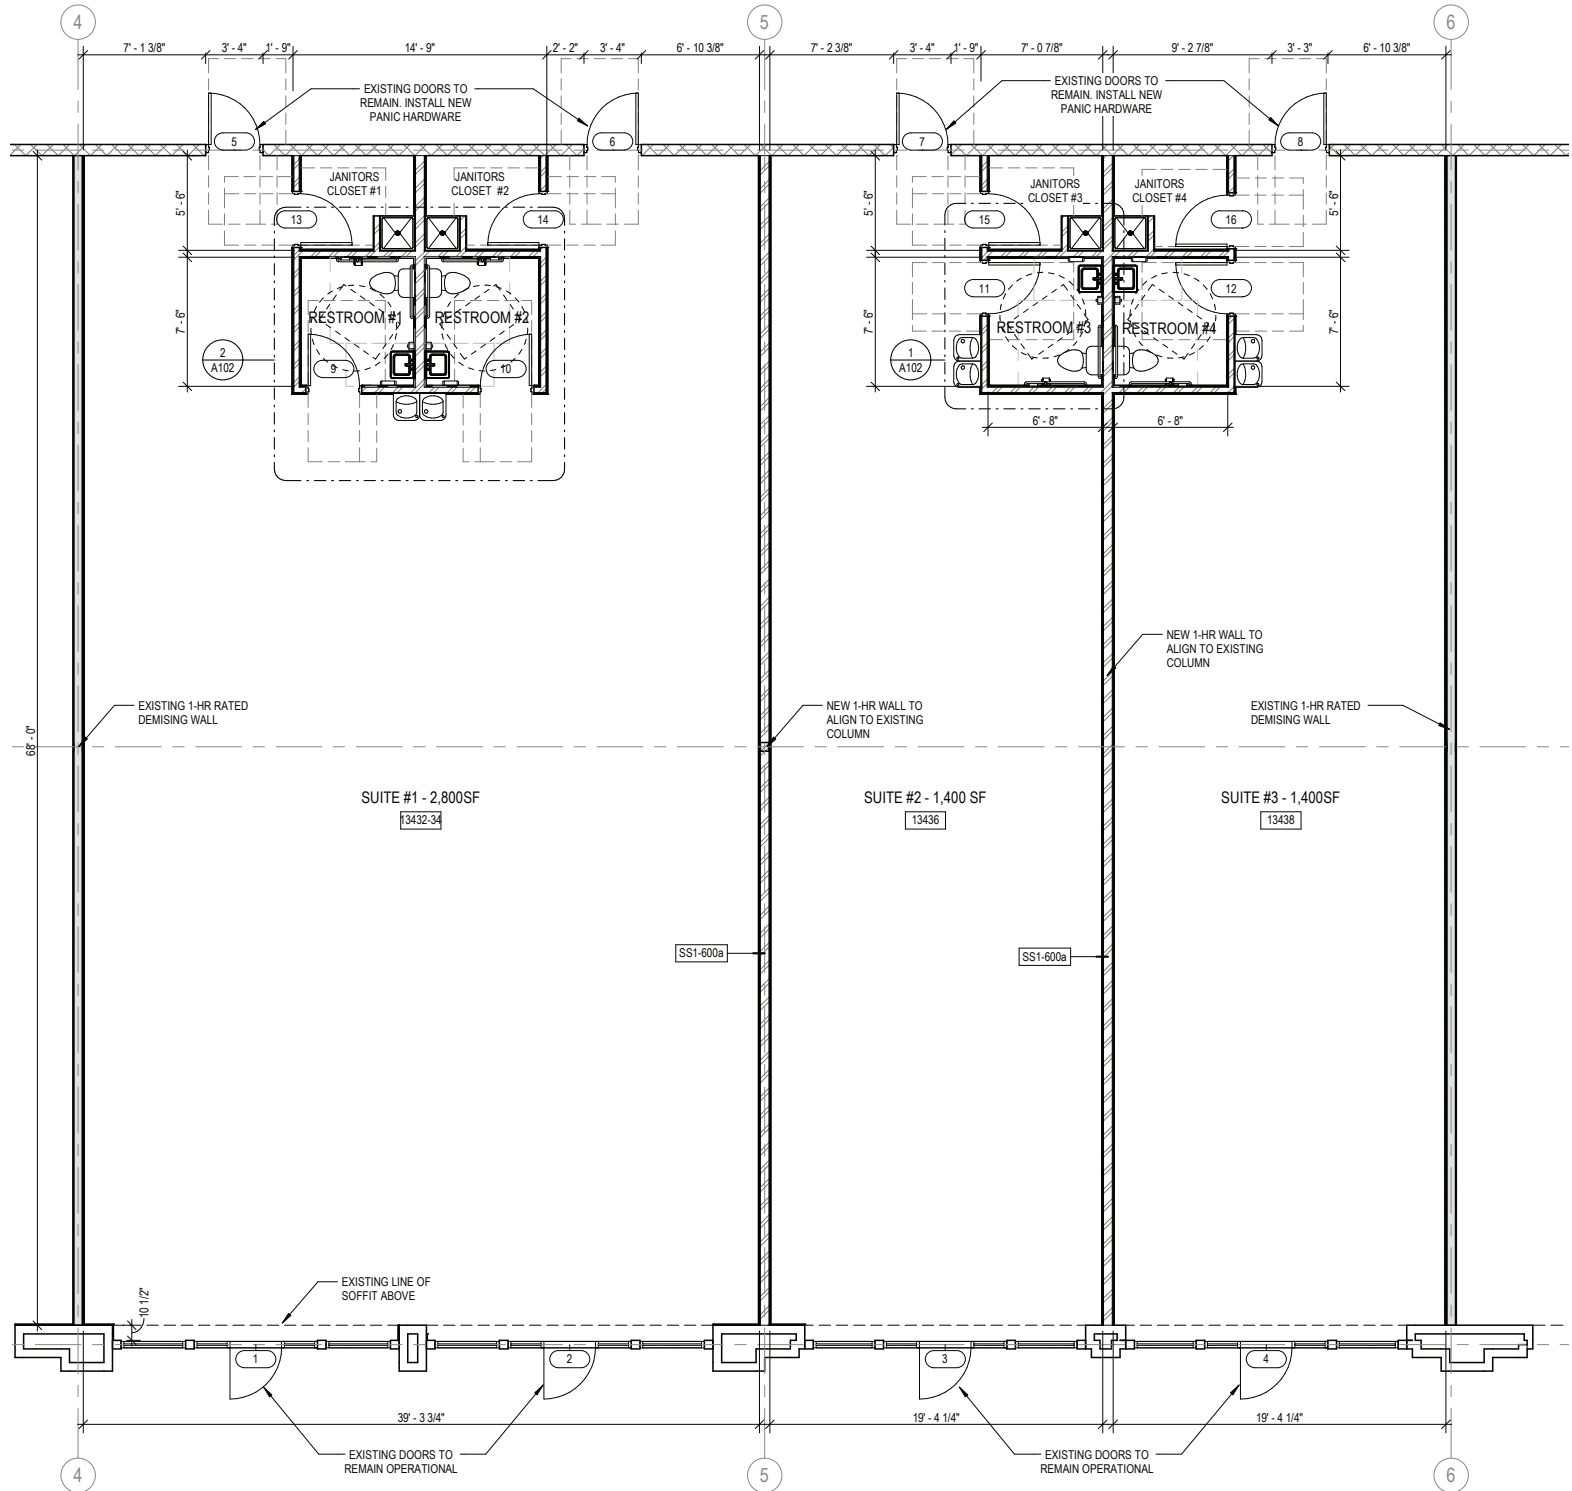 4
5
6
7' - 1 3/8"
3' - 4"
1' - 9"
14' - 9"
2' - 2"
3' - 4"
6' - 10 3/8"
7' - 2 3/8"
3' - 4"
1' - 9"
7' - 0 7/8"
9' - 2 7/8"
3' - 3"
6' - 10 3/8"
EXISTING DOORS TO
REMAIN. INSTALL NEW
PANIC HARDWARE
EXISTING DOORS TO
REMAIN. INSTALL NEW
PANIC HARDWARE
5
6
7
8
JANITORS
CLOSET #1
JANITORS
CLOSET #2
JANITORS
CLOSET #3
JANITORS
CLOSET #4
5' - 6"
5' - 6"
5' - 6"
13
14
15
16
11
12
7' - 6"
7' - 6"
7' - 6"
RESTROOM #1
RESTROOM #2
RESTROOM #3
RESTROOM #4
2
A102
1
A102
9
10
6' - 8"
6' - 8"
NEW 1-HR WALL TO
ALIGN TO EXISTING
COLUMN
EXISTING 1-HR RATED
DEMISING WALL
NEW 1-HR WALL TO
ALIGN TO EXISTING
COLUMN
EXISTING 1-HR RATED
DEMISING WALL
68' - 0"
SUITE #1 - 2,800SF
13432-34
SUITE #2 - 1,400 SF
13436
SUITE #3 - 1,400SF
13438
SS1-600a
SS1-600a
EXISTING LINE OF
SOFFIT ABOVE
10 1/2"
1
2
3
4
39' - 3 3/4"
19' - 4 1/4"
19' - 4 1/4"
EXISTING DOORS TO
REMAIN OPERATIONAL
EXISTING DOORS TO
REMAIN OPERATIONAL
4
5
6